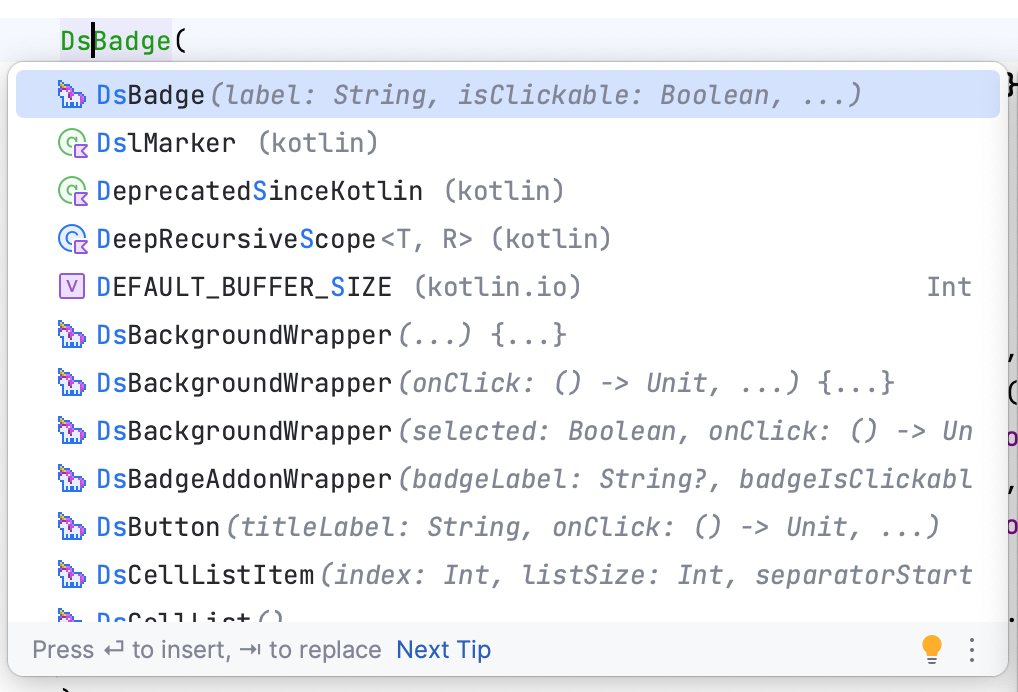 DsBadge(
DsBadge(label: String, isClickable: Boolean, ...)
DslMarker (kotlin)
DeprecatedSinceKotlin (kotlin)
DeepRecursiveScope<T, R> (kotlin)
DEFAULT_BUFFER_SIZE (kotlin.io) Int
DsBackgroundWrapper(...) {...}
DsBackgroundWrapper(onClick: () -> Unit, ...) {...}
DsBackgroundWrapper(selected: Boolean, onClick: () -> Un
DsBadgeAddonWrapper(badgeLabel: String?, badgeIsClickabl
DsButton(titleLabel: String, onClick: () -> Unit, ...)
DsCellListItem(index: Int, listSize: Int, separatorStart
DsCellList()
Press ↵ to insert, ⇥ to replace Next Tip